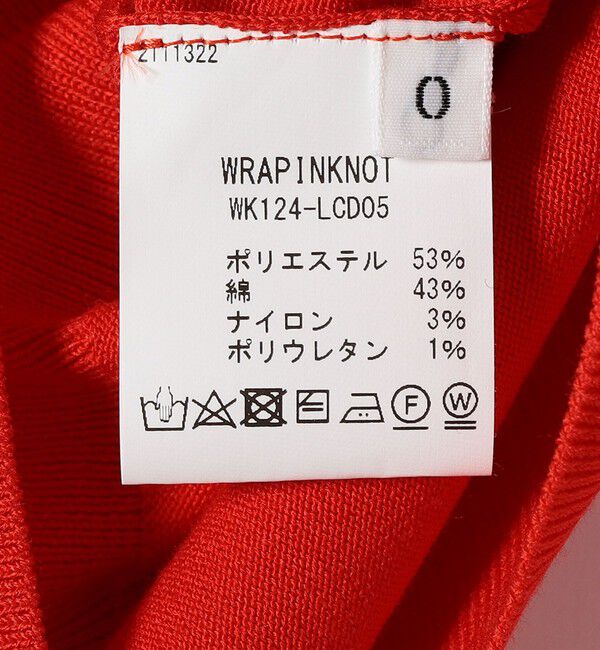 2111322
0
WRAPINKNOT
WK124-LCD05
ポリエステル 53%
綿 43%
ナイロン 3%
ポリウレタン 1%
F W